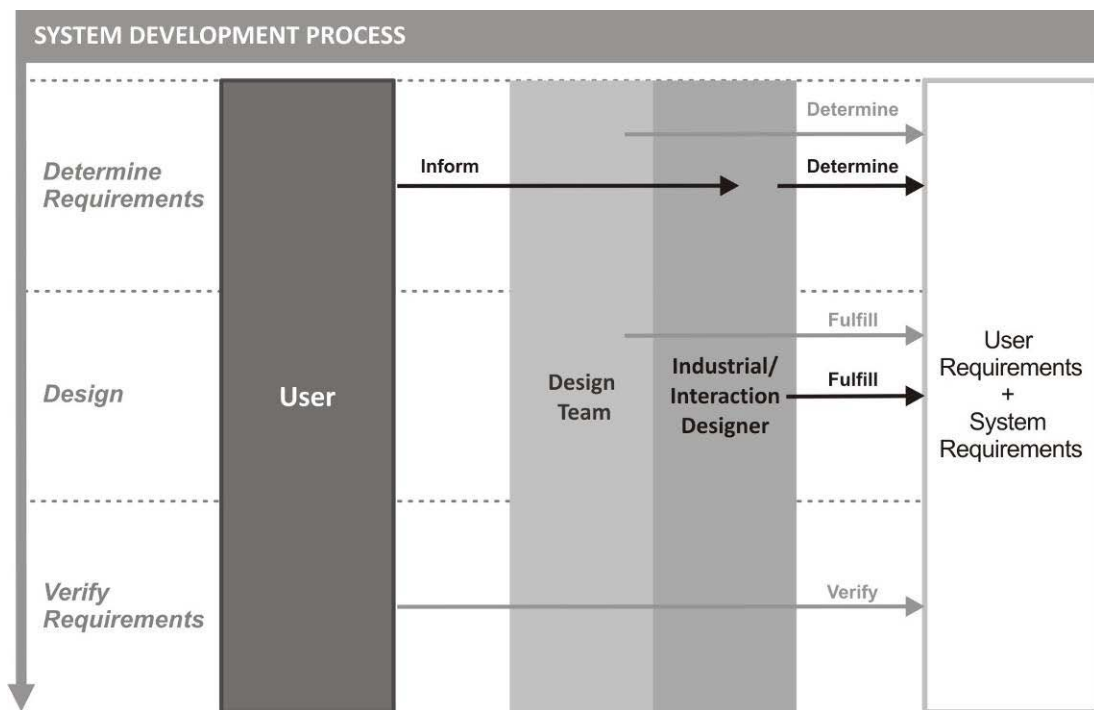 SYSTEM DEVELOPMENT PROCESS
Determine
Determine
Requirements
Inform
Determine
Fulfill
Design
User
Design
Team
Industrial/
Interaction
Designer
Fulfill
User
Requirements
+
System
Requirements
Verify
Requirements
Verify